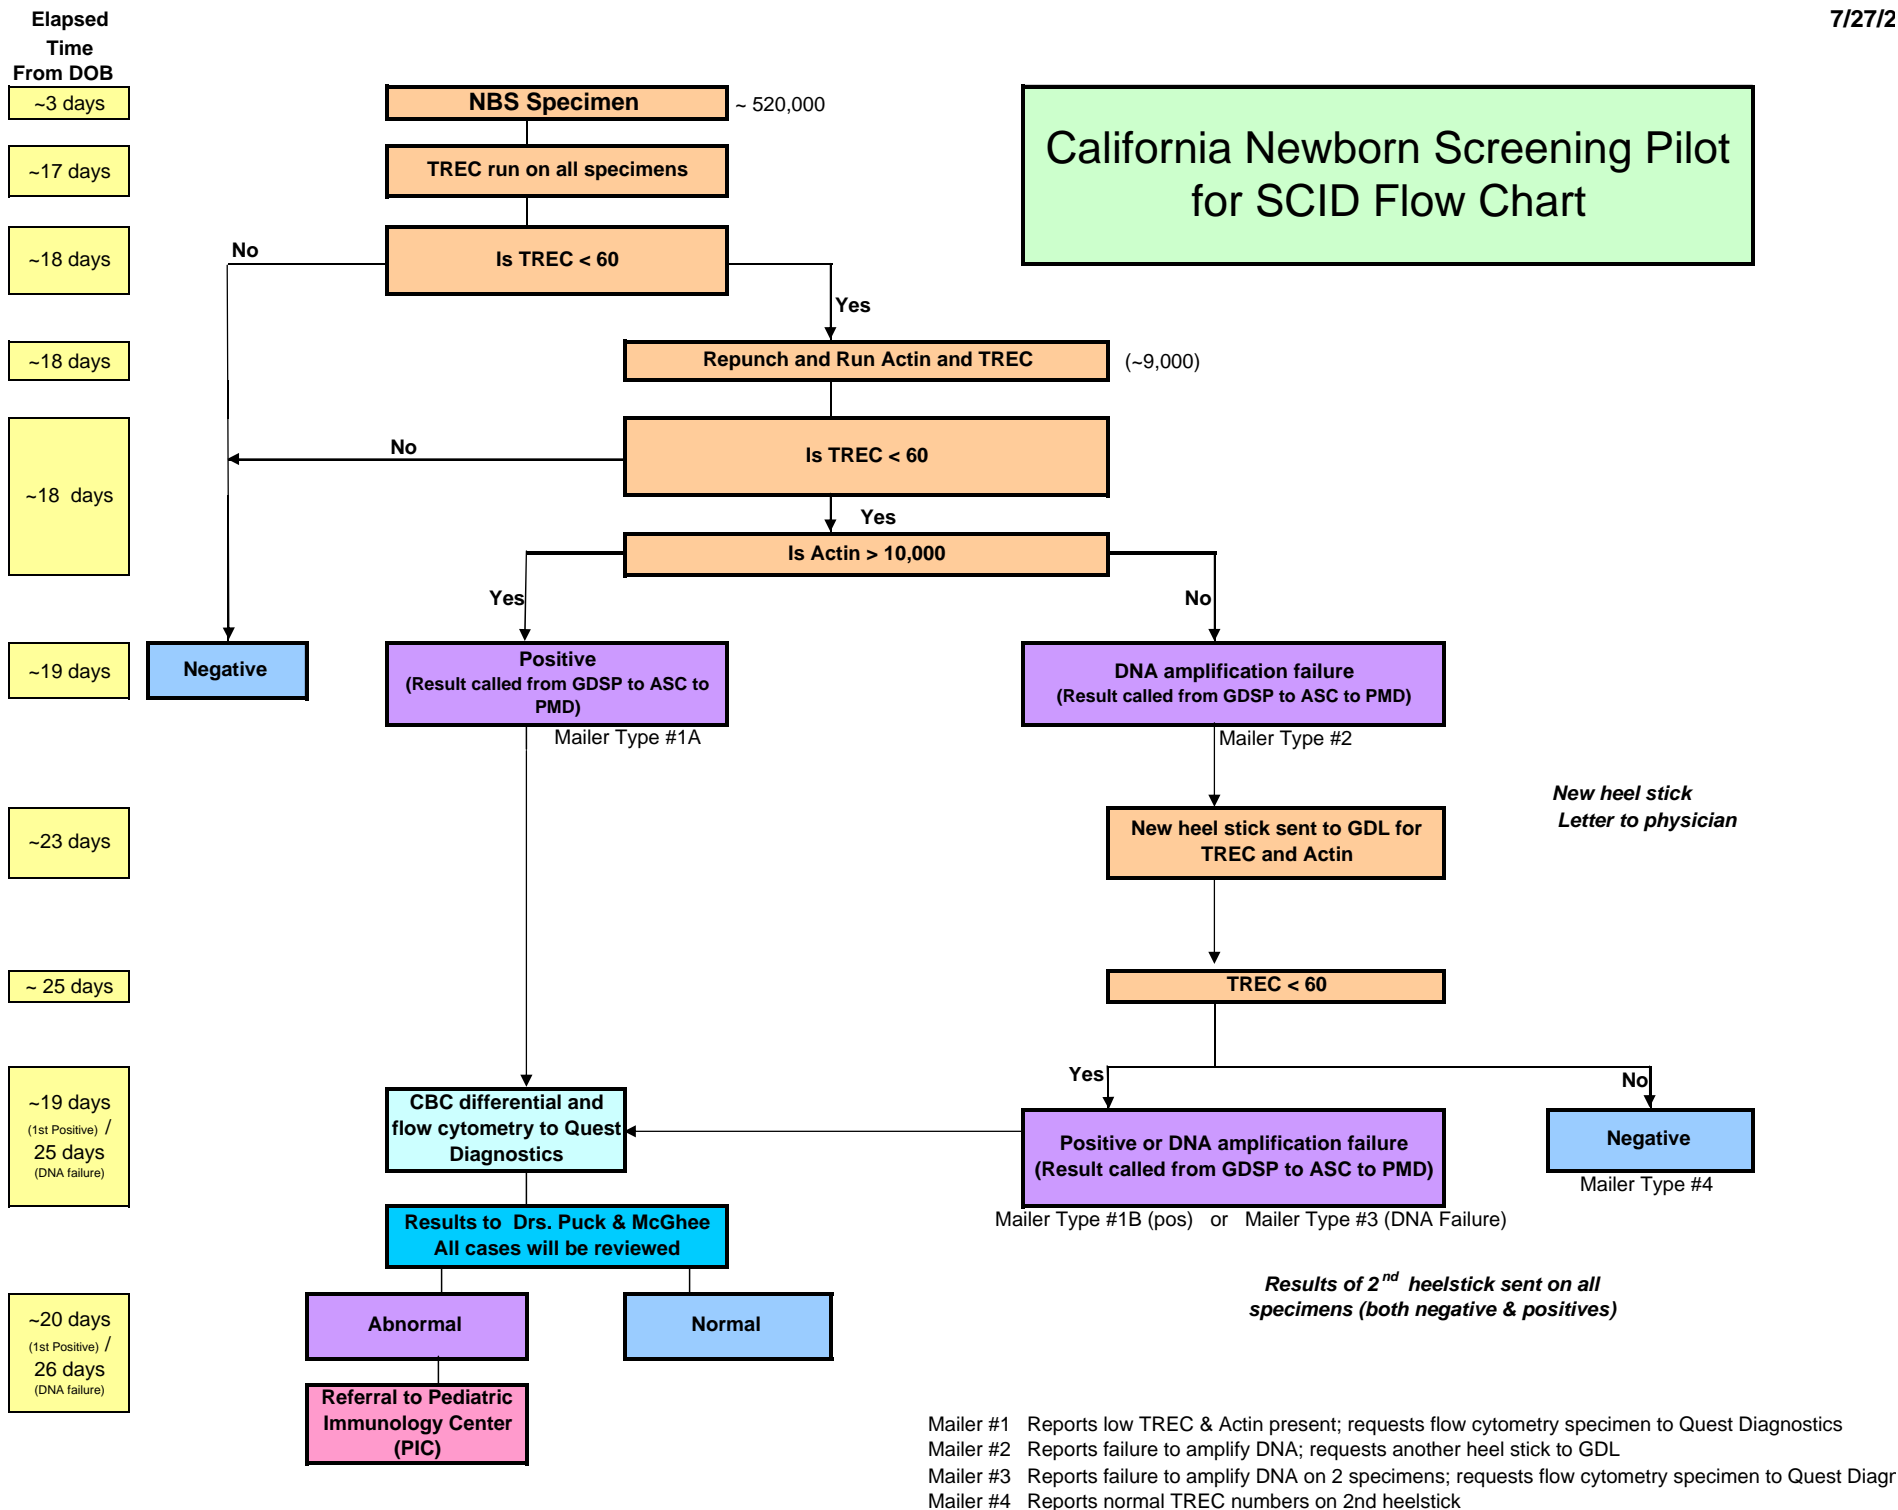 Elapsed
Time
From DOB
7/27/2
~3 days
NBS Specimen
~ 520,000
California Newborn Screening Pilot
for SCID Flow Chart
~17 days
TREC run on all specimens
~18 days
No
Is TREC < 60
Yes
~18 days
Repunch and Run Actin and TREC
(~9,000)
~18 days
No
Is TREC < 60
Yes
Is Actin > 10,000
Yes
No
~19 days
Negative
Positive
(Result called from GDSP to ASC to
PMD)
Mailer Type #1A
DNA amplification failure
(Result called from GDSP to ASC to PMD)
Mailer Type #2
~23 days
New heel stick sent to GDL for
TREC and Actin
New heel stick
Letter to physician
~ 25 days
TREC < 60
Yes
No
~19 days
(1st Positive) /
25 days
(DNA failure)
CBC differential and
flow cytometry to Quest
Diagnostics
Positive or DNA amplification failure
(Result called from GDSP to ASC to PMD)
Mailer Type #1B (pos) or Mailer Type #3 (DNA Failure)
Negative
Mailer Type #4
Results to Drs. Puck & McGhee
All cases will be reviewed
Results of 2nd heelstick sent on all
specimens (both negative & positives)
~20 days
(1st Positive) /
26 days
(DNA failure)
Abnormal
Normal
Referral to Pediatric
Immunology Center
(PIC)
Mailer #1 Reports low TREC & Actin present; requests flow cytometry specimen to Quest Diagnostics
Mailer #2 Reports failure to amplify DNA; requests another heel stick to GDL
Mailer #3 Reports failure to amplify DNA on 2 specimens; requests flow cytometry specimen to Quest Diagr
Mailer #4 Reports normal TREC numbers on 2nd heelstick